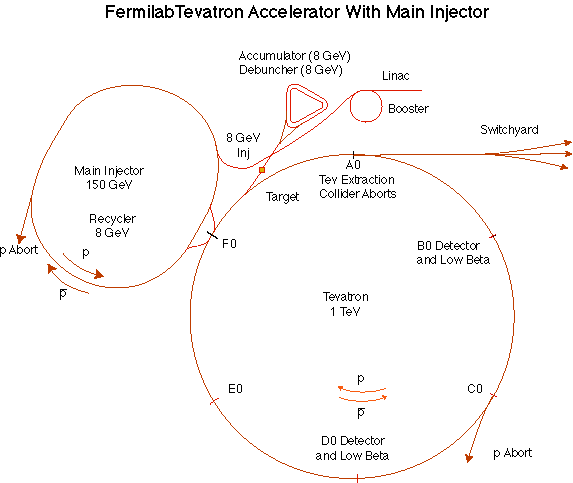 FermilabTevatron Accelerator With Main Injector
Accumulator (8 GeV)
Debuncher (8 GeV)
Linac
Booster
8 GeV
Inj
Switchyard
A0
Tev Extraction
Collider Aborts
Target
Main Injector
150 GeV
Recycler
8 GeV
p Abort
p
p̅
F0
B0 Detector
and Low Beta
Tevatron
1 TeV
p
p̅
E0
C0
D0 Detector
and Low Beta
p Abort